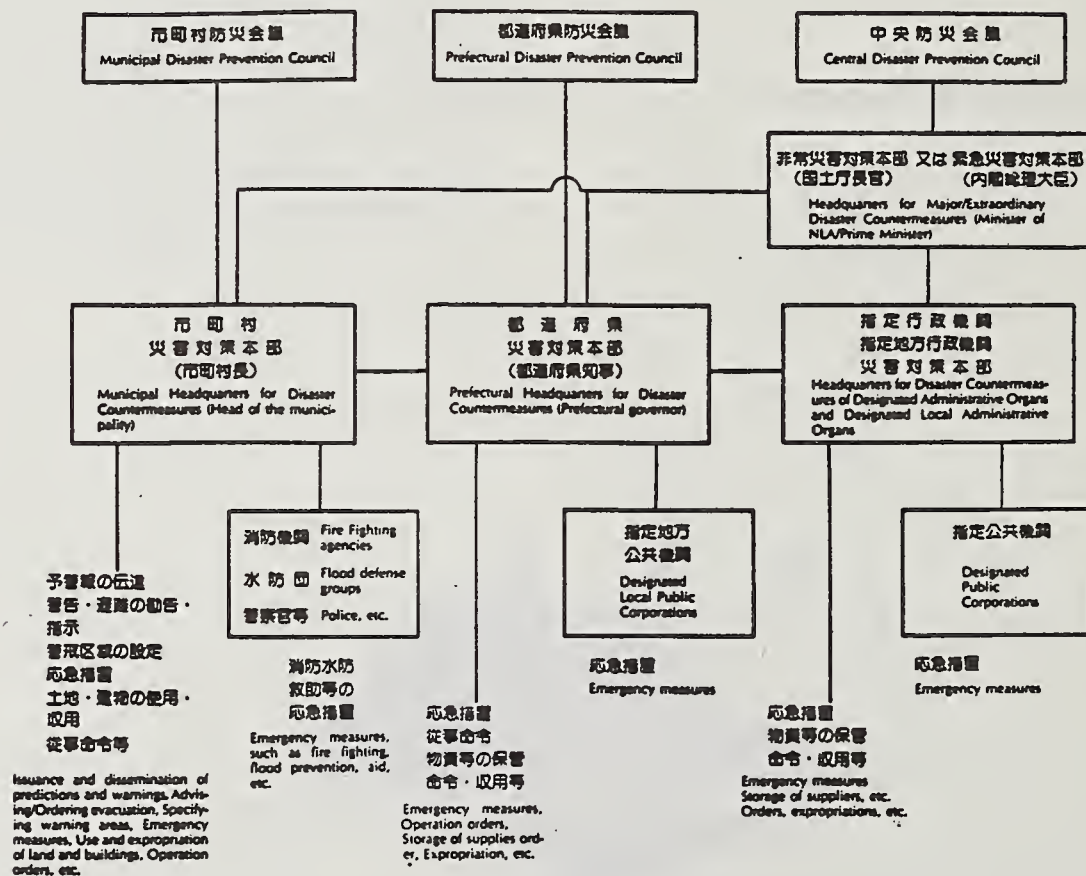 市町村防災会議
Municipal Disaster Prevention Council
都道府県防災会議
Prefectural Disaster Prevention Council
中央防災会議
Central Disaster Prevention Council
非常災害対策本部 又は 緊急災害対策本部
(国土庁長官) (内閣総理大臣)
Headquaners for Major/Extraordinary
Disaster Countermeasures (Minister of
NLA/Prime Minister)
市町村
災害対策本部
(市町村長)
Municipal Headquaners for Disaster
Countermeasures (Head of the munici-
pality)
都道府県
災害対策本部
(都道府県知事)
Prefectural Headquaners for Disaster
Countermeasures (Prefectural governor)
指定行政機関
指定地方行政機関
災害対策本部
Headquaners for Disaster Countermeas-
ures of Designated Administrative Organs
and Designated Local Administrative
Organs
予警報の伝達
警告・避難の勧告・
指示
警戒区域の設定
応急措置
土地・建物の使用・
収用
従事命令等
Issuance and dissemination of
predictions and warnings, Advis-
ing/Ordering evacuation, Specify-
ing warning areas, Emergency
measures, Use and expropriation
of land and buildings, Operation
orders, etc.
消防機関 Fire Fighting
agencies
水防団 Flood defense
groups
警察官等 Police, etc.
消防水防
救助等の
応急措置
Emergency measures,
such as fire fighting,
flood prevention, aid,
etc.
応急措置
従事命令
物資等の保管
命令・収用等
Emergency measures,
Operation orders,
Storage of supplies ord-
er, Expropriation, etc.
指定地方
公共機関
Designated
Local Public
Corporations
応急措置
Emergency measures
応急措置
物資等の保管
命令・収用等
Emergency measures
Storage of suppliers, etc.
Orders, expropriations, etc.
指定公共機関
Designated
Public
Corporations
応急措置
Emergency measures